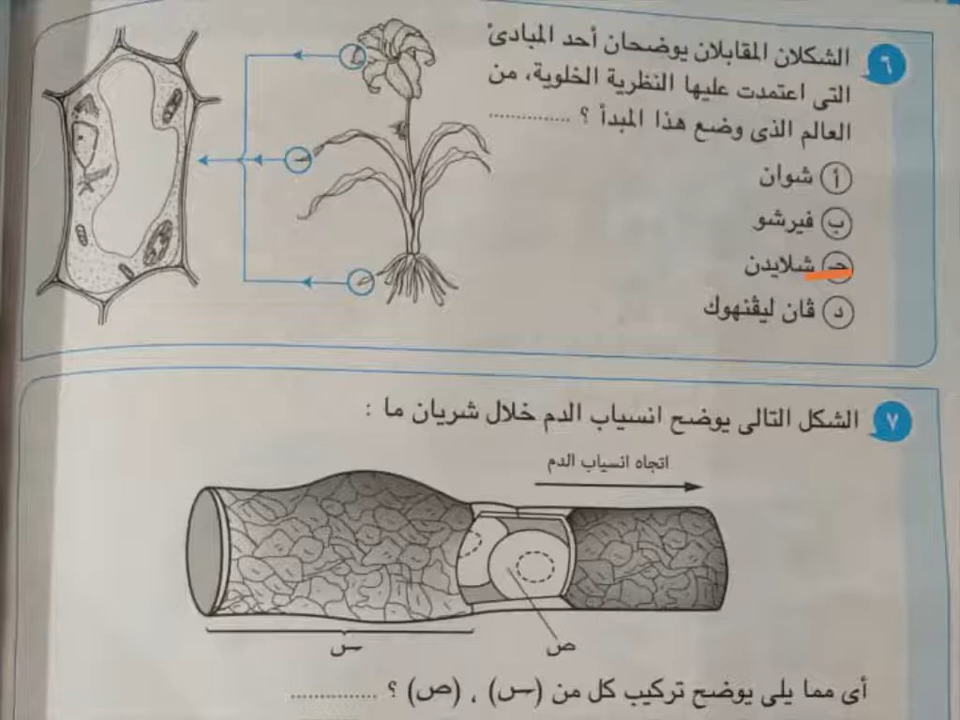 ٦ الشكلان المقابلان يوضحان أحد المبادئ
التى اعتمدت عليها النظرية الخلوية، من
العالم الذى وضع هذا المبدأ ؟ ..............
أ شوان
ب فيرشو
جـ شلايدن
د ڤان ليڤنهوك
٧ الشكل التالى يوضح انسياب الدم خلال شريان ما :
اتجاه انسياب الدم
س
ص
أى مما يلى يوضح تركيب كل من (س) ، (ص) ؟ ..............